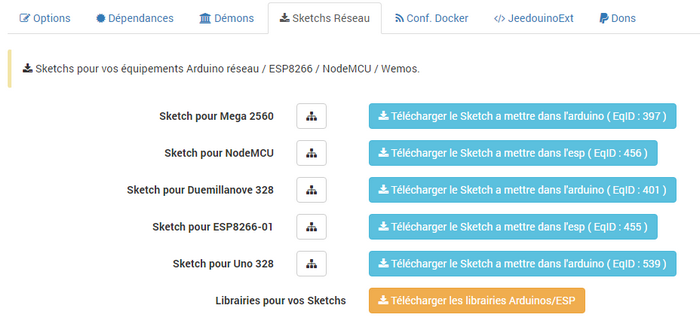 Options Dépendances Démons Sketchs Réseau Conf. Docker </> JeedouinoExt Dons
Sketchs pour vos équipements Arduino réseau / ESP8266 / NodeMCU / Wemos.
Sketch pour Mega 2560 Télécharger le Sketch a mettre dans l'arduino ( EqID : 397 )
Sketch pour NodeMCU Télécharger le Sketch a mettre dans l'esp ( EqID : 456 )
Sketch pour Duemillanove 328 Télécharger le Sketch a mettre dans l'arduino ( EqID : 401 )
Sketch pour ESP8266-01 Télécharger le Sketch a mettre dans l'esp ( EqID : 455 )
Sketch pour Uno 328 Télécharger le Sketch a mettre dans l'arduino ( EqID : 539 )
Librairies pour vos Sketchs Télécharger les librairies Arduinos/ESP